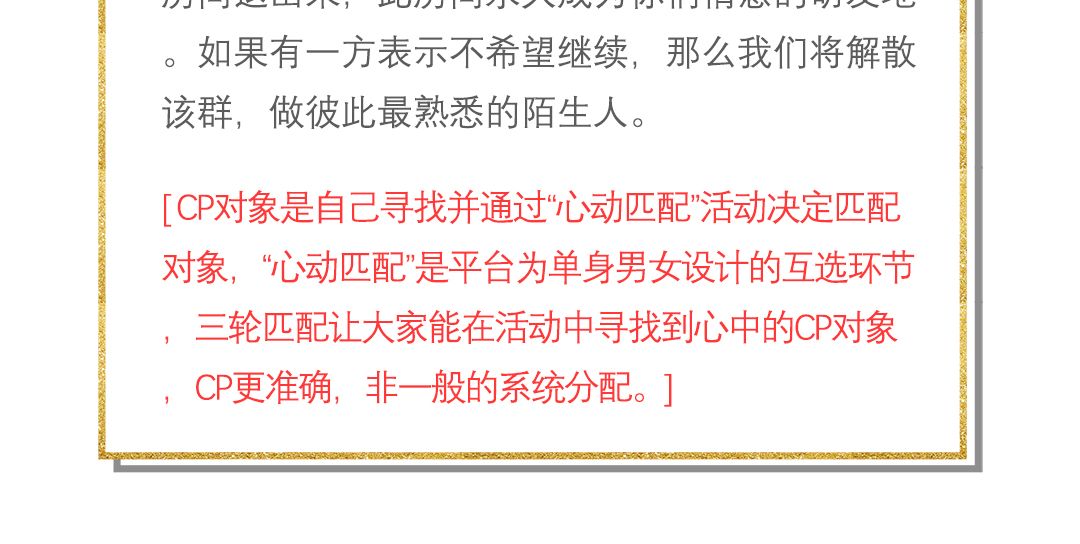 。如果有一方表示不希望继续，那么我们将解散
该群，做彼此最熟悉的陌生人。
[CP对象是自己寻找并通过“心动匹配”活动决定匹配
对象，“心动匹配”是平台为单身男女设计的互选环节
，三轮匹配让大家能在活动中寻找到心中的CP对象
，CP更准确，非一般的系统分配。]